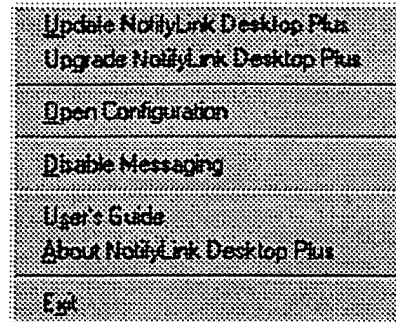 Update NotifyLink Desktop Plus
Upgrade NotifyLink Desktop Plus
Open Configuration
Disable Messaging
User's Guide
About NotifyLink Desktop Plus
Exit